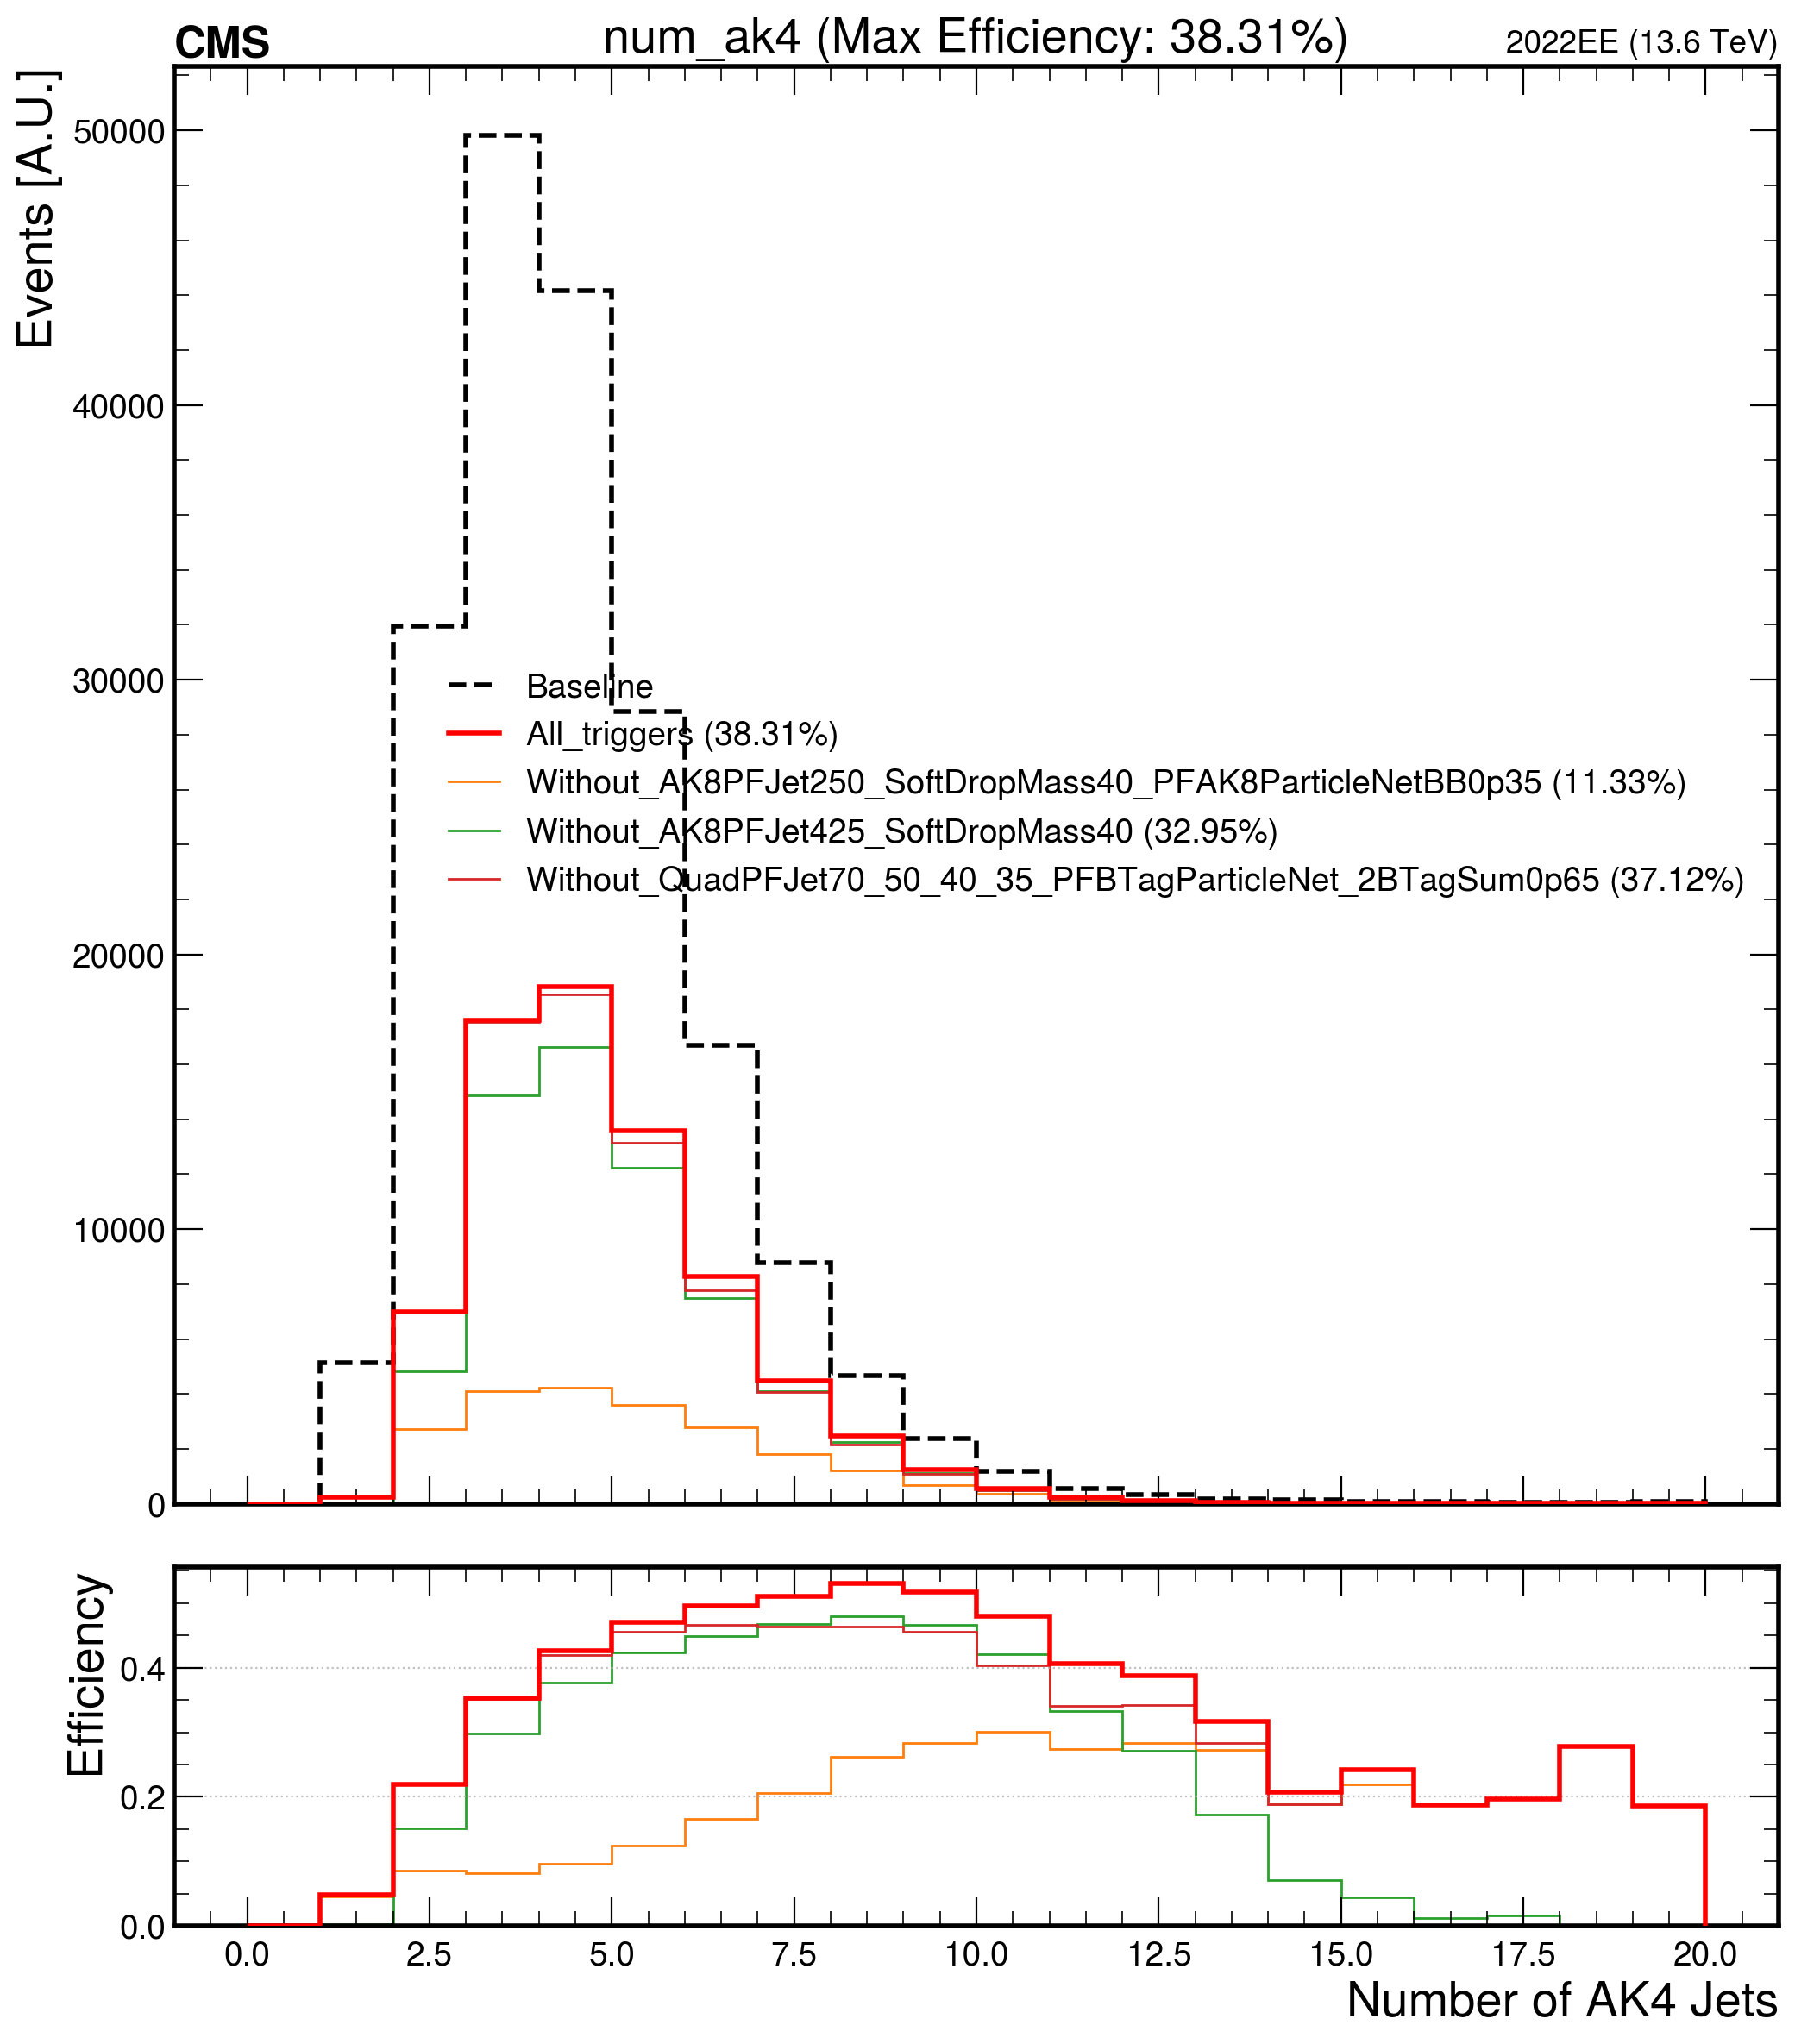 CMS
num_ak4 (Max Efficiency: 38.31%)
2022EE (13.6 TeV)
Events [A.U.]
50000
40000
30000
20000
10000
0
Baseline
All_triggers (38.31%)
Without_AK8PFJet250_SoftDropMass40_PFAK8ParticleNetBB0p35 (11.33%)
Without_AK8PFJet425_SoftDropMass40 (32.95%)
Without_QuadPFJet70_50_40_35_PFBTagParticleNet_2BTagSum0p65 (37.12%)
Efficiency
0.4
0.2
0.0
0.0 2.5 5.0 7.5 10.0 12.5 15.0 17.5 20.0
Number of AK4 Jets